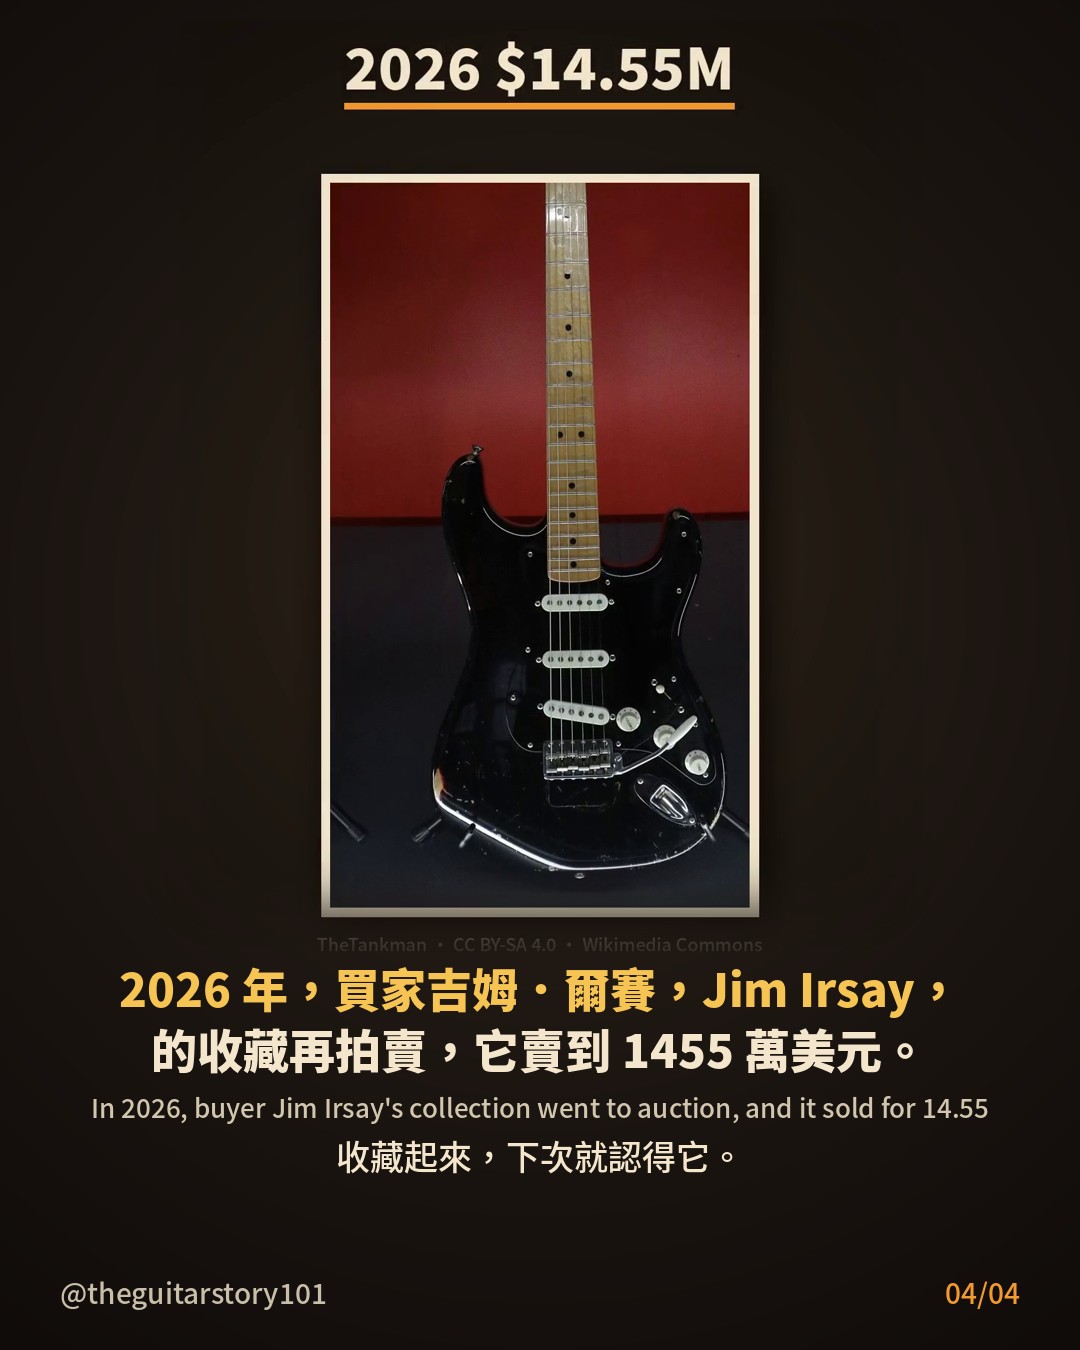 2026 $14.55M
TheTankman • CC BY-SA 4.0 • Wikimedia Commons
2026 年，買家吉姆・爾賽，Jim Irsay，
的收藏再拍賣，它賣到 1455 萬美元。
In 2026, buyer Jim Irsay's collection went to auction, and it sold for 14.55
收藏起來，下次就認得它。
@theguitarstory101
04/04